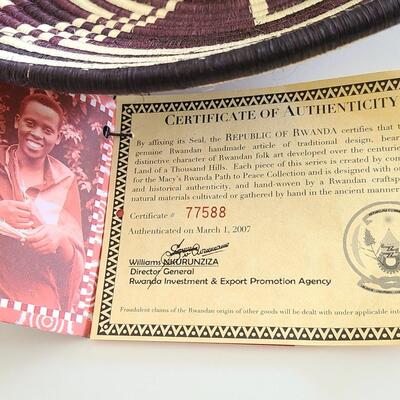 CERTIFICATE OF AUTHENTICITY
By affixing its Seal, the REPUBLIC OF RWANDA certifies that
genuine Rwandan handmade article of traditional design, bear
distinctive character of Rwandan folk art developed over the centurie
Land of a Thousand Hills. Each piece of this series is created by com
for the Macy's Rwanda Path to Peace Collection and is designed with
and historical authenticity, and hand-woven by a Rwandan craftsp
natural materials cultivated or gathered by hand in the ancient manner
Certificate # 77588
Authenticated on March 1, 2007
Williams NKURUNZIZA
Director General
Rwanda Investment & Export Promotion Agency
Fraudulent claims of the Rwandan origin of other goods will be dealt with under applicable